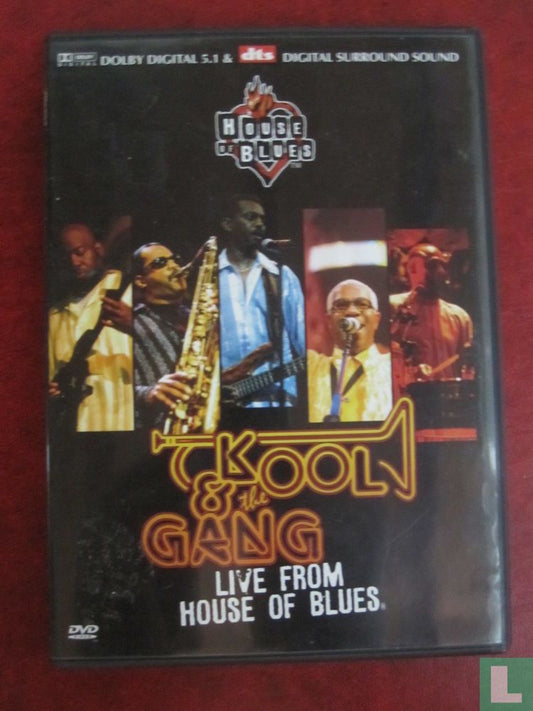 DOLBY DIGITAL 5.1 & dts DIGITAL SURROUND SOUND
HOUSE
OF BLUES
TM
KOOL
& the
GANG
LIVE FROM
HOUSE OF BLUES®
DVD
L